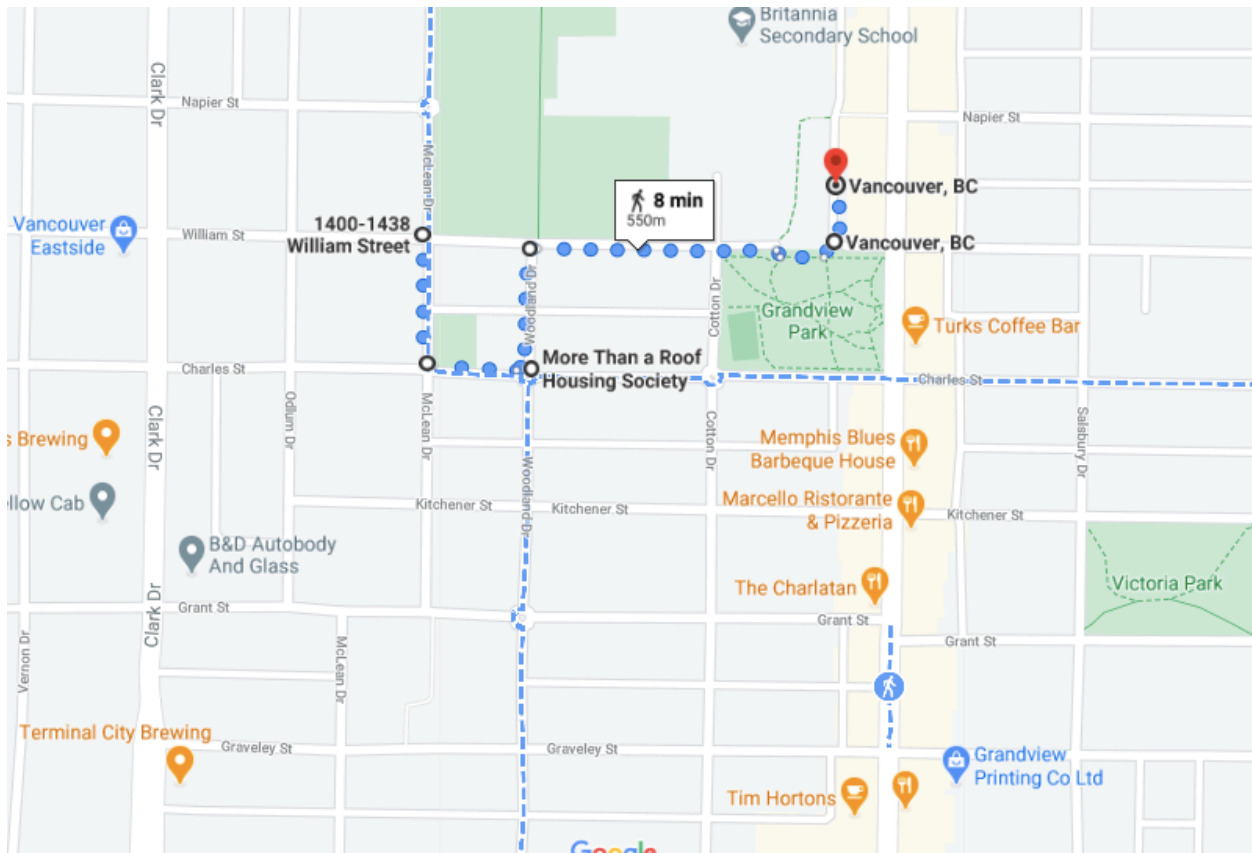 Britannia
Secondary School
Clark Dr
Napier St
Napier St
McLean Dr
Vancouver, BC
8 min
550m
1400-1438
William Street
Vancouver
Eastside
William St
Vancouver, BC
Woodland Dr
Cotton Dr
Grandview
Park
Turks Coffee Bar
More Than a Roof
Housing Society
Charles St
Charles St
s Brewing
Clark Dr
Odlum Dr
McLean Dr
Cotton Dr
Salsbury Dr
Memphis Blues
Barbeque House
Woodland Dr
ellow Cab
Kitchener St
Kitchener St
Marcello Ristorante
& Pizzeria
Kitchener St
B&D Autobody
And Glass
The Charlatan
Victoria Park
Clark Dr
Grant St
Grant St
Grant St
Vernon Dr
McLean Dr
Terminal City Brewing
Graveley St
Graveley St
Grandview
Printing Co Ltd
Tim Hortons
Google